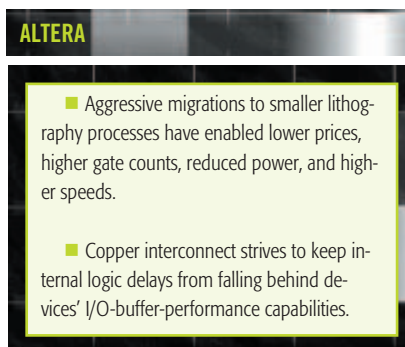 ALTERA
■ Aggressive migrations to smaller lithog-
raphy processes have enabled lower prices,
higher gate counts, reduced power, and high-
er speeds.
■ Copper interconnect strives to keep in-
ternal logic delays from falling behind de-
vices' I/O-buffer-performance capabilities.